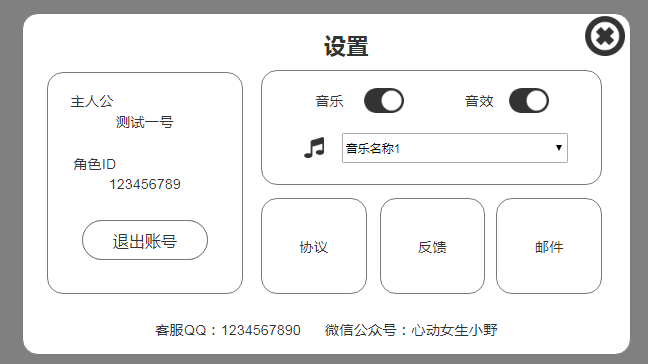 设置
主人公
测试一号
角色ID
123456789
退出账号
音乐
音效
音乐名称1
协议
反馈
邮件
客服QQ：1234567890 微信公众号：心动女生小野